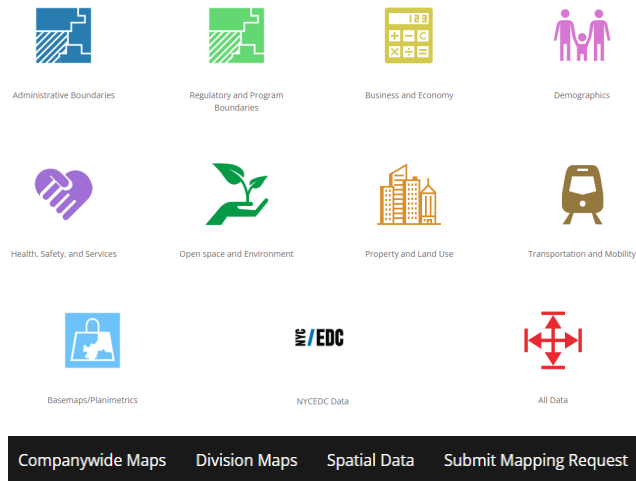 123
+ − C
× ÷ =
Administrative Boundaries
Regulatory and Program
Boundaries
Business and Economy
Demographics
Health, Safety, and Services
Open space and Environment
Property and Land Use
Transportation and Mobility
NYC/EDC
Basemaps/Planimetrics
NYCEDC Data
All Data
Companywide Maps
Division Maps
Spatial Data
Submit Mapping Request